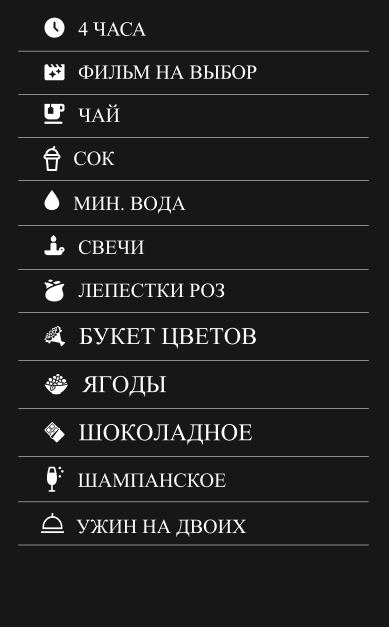 4 ЧАСА
ФИЛЬМ НА ВЫБОР
ЧАЙ
СОК
МИН. ВОДА
СВЕЧИ
ЛЕПЕСТКИ РОЗ
БУКЕТ ЦВЕТОВ
ЯГОДЫ
ШОКОЛАДНОЕ
ШАМПАНСКОЕ
УЖИН НА ДВОИХ